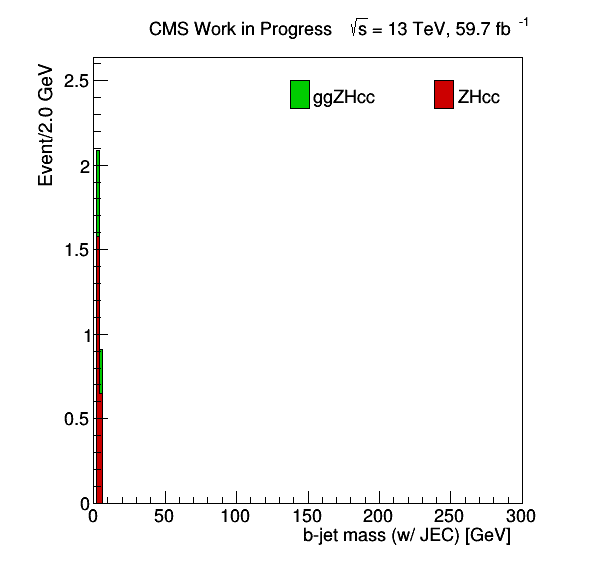 CMS Work in Progress √s = 13 TeV, 59.7 fb -1
Event/2.0 GeV
ggZHcc
ZHcc
2.5
2
1.5
1
0.5
0
0 50 100 150 200 250 300
b-jet mass (w/ JEC) [GeV]